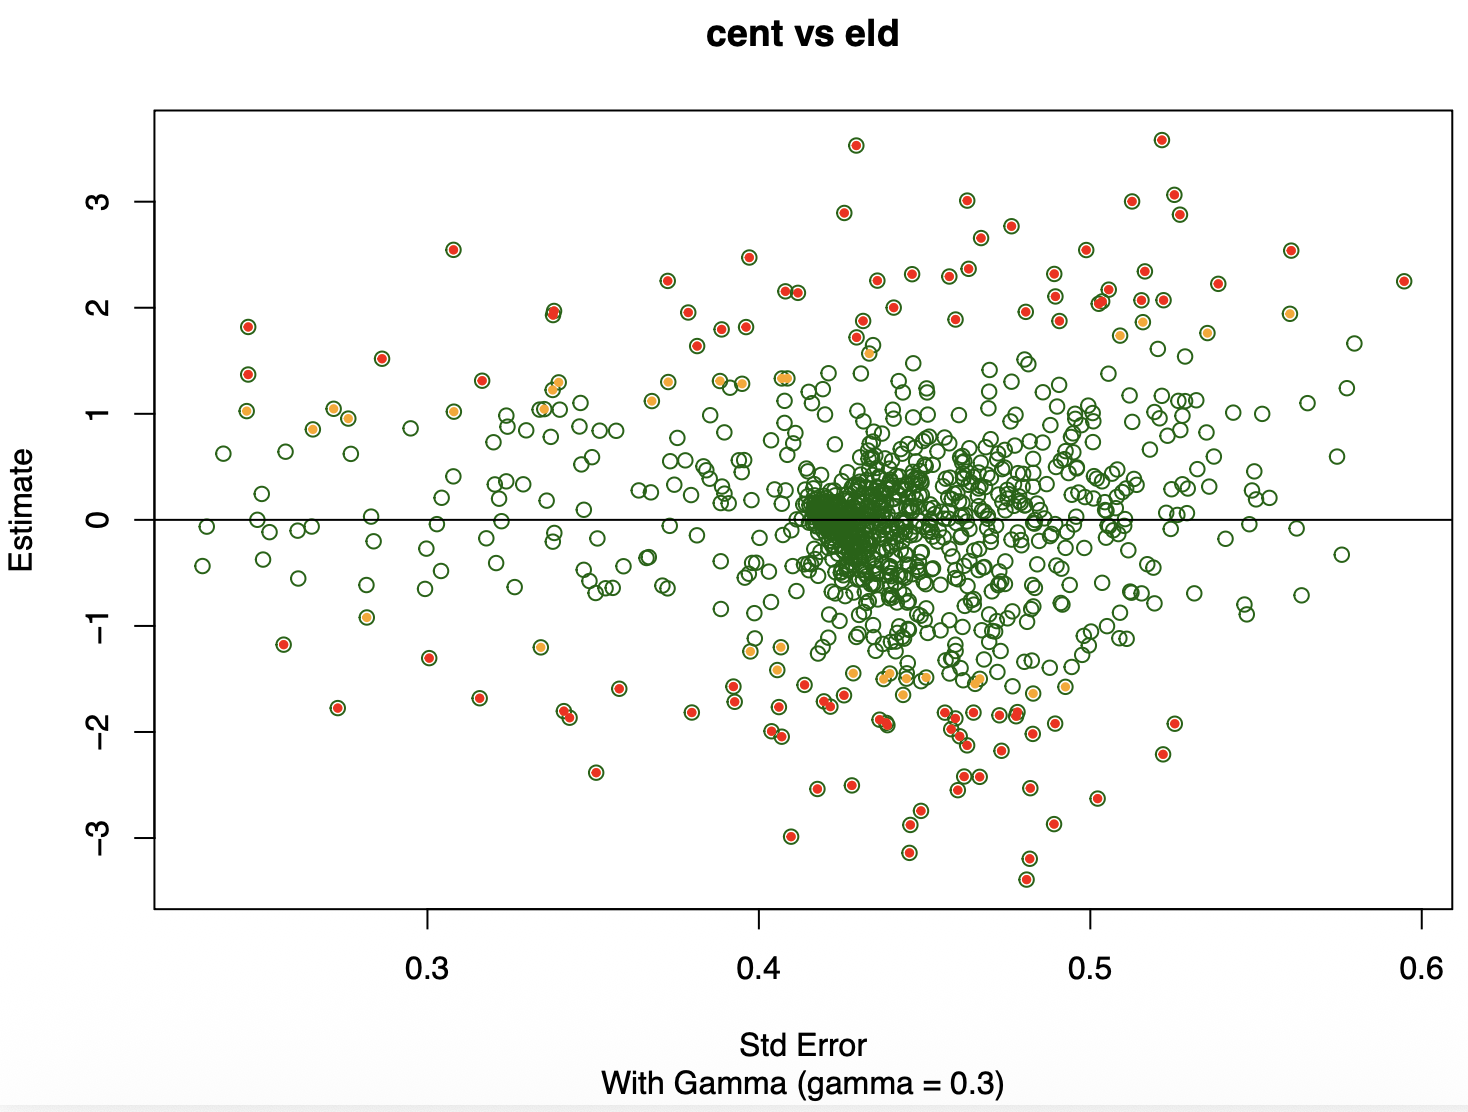 cent vs eld
Estimate
3
2
1
0
−1
−2
−3
0.3
0.4
0.5
0.6
Std Error
With Gamma (gamma = 0.3)